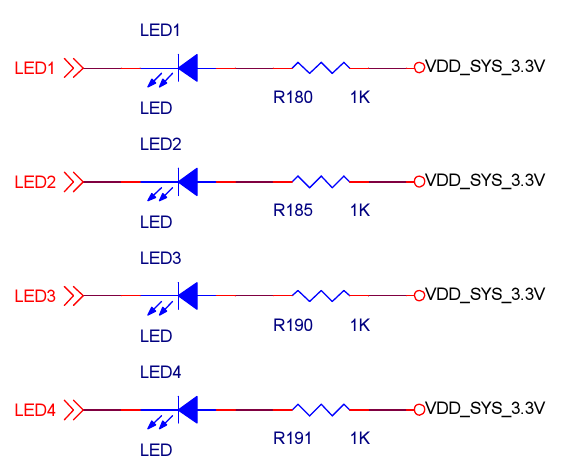 LED1
LED1
VDD_SYS_3.3V
LED
R180 1K
LED2
LED2
VDD_SYS_3.3V
LED
R185 1K
LED3
LED3
VDD_SYS_3.3V
LED
R190 1K
LED4
LED4
VDD_SYS_3.3V
LED
R191 1K